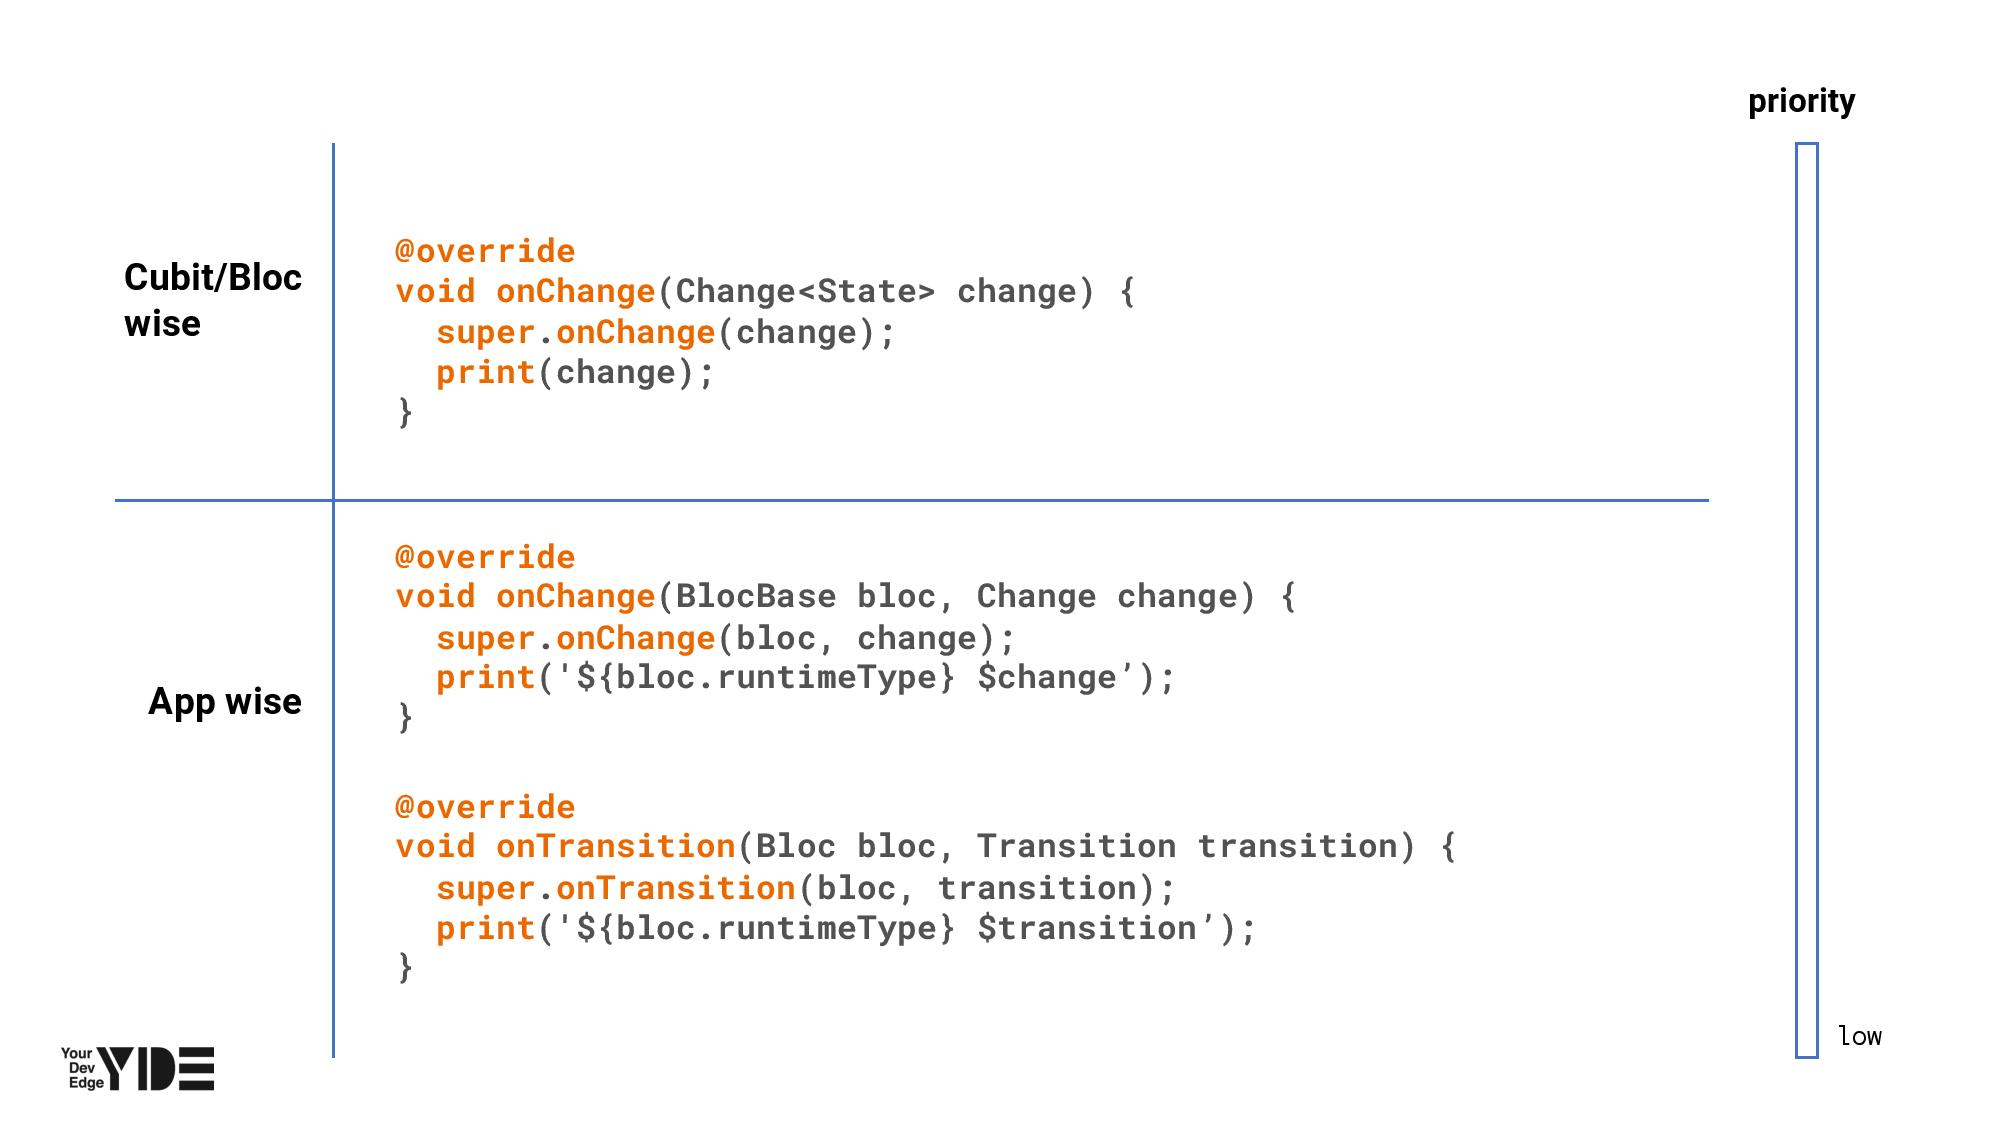 priority
Cubit/Bloc
wise
@override
void onChange(Change<State> change) {
  super.onChange(change);
  print(change);
}
App wise
@override
void onChange(BlocBase bloc, Change change) {
  super.onChange(bloc, change);
  print('${bloc.runtimeType} $change’);
}
@override
void onTransition(Bloc bloc, Transition transition) {
  super.onTransition(bloc, transition);
  print('${bloc.runtimeType} $transition’);
}
low
Your
Dev
Edge
YIDE